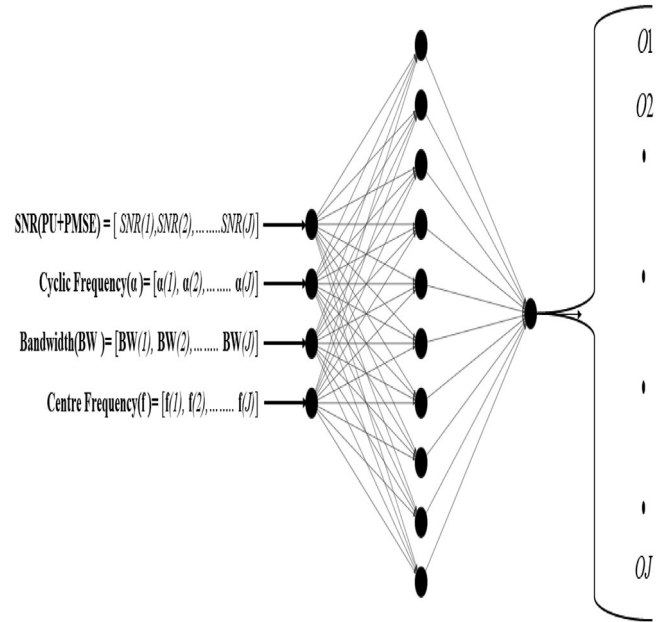 O1
O2
SNR(PU+PMSE) = [ SNR(1),SNR(2),........SNR(J)]
Cyclic Frequency(α )= [α(1), α(2),........ α(J)]
Bandwidth(BW )= [BW(1), BW(2),........ BW(J)]
Centre Frequency(f )= [f(1), f(2),........ f(J)]
OJ